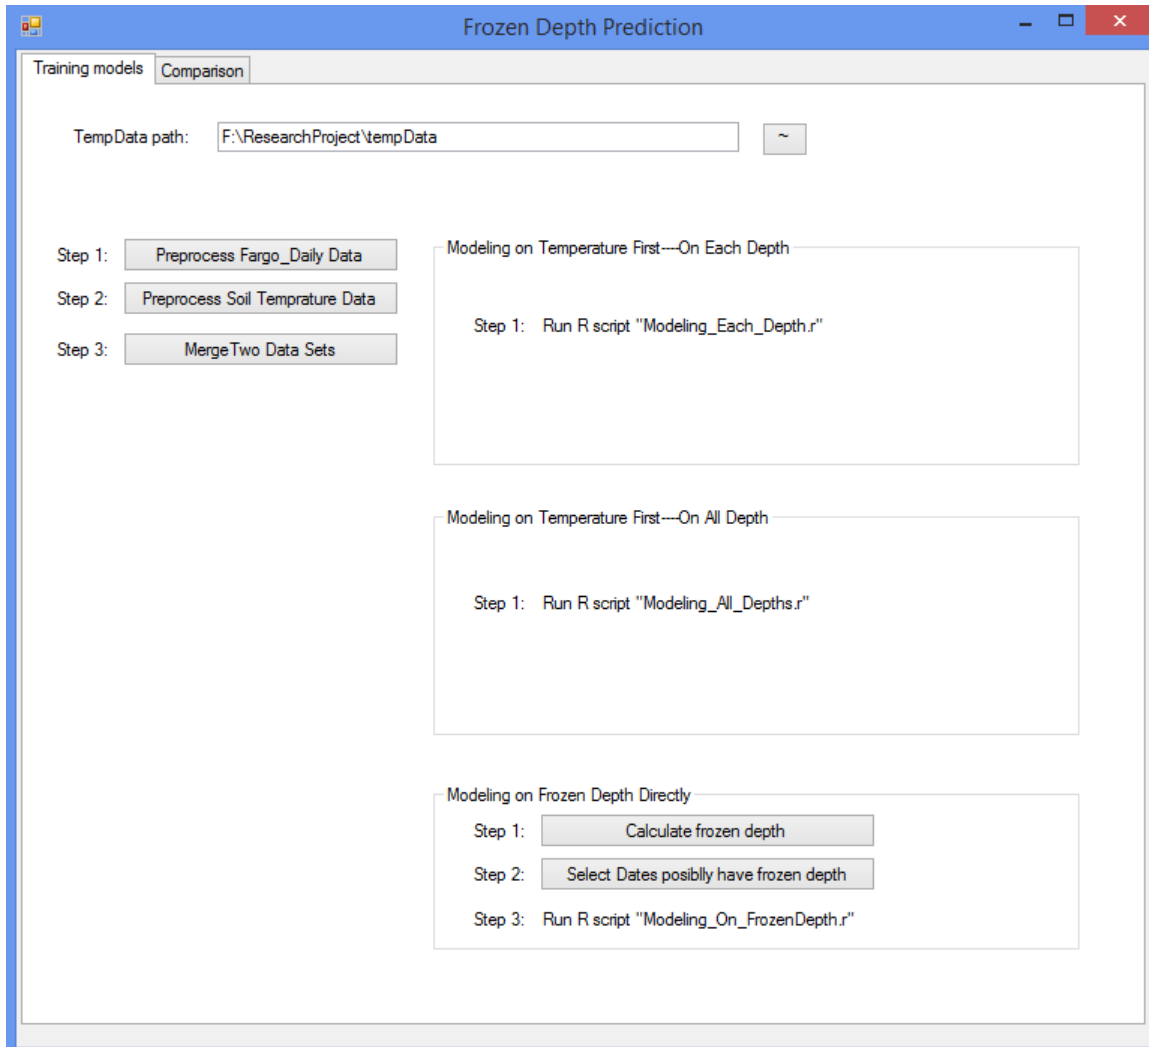 Frozen Depth Prediction
Training models
Comparison
TempData path: F:\ResearchProject\tempData ~
Step 1: Preprocess Fargo_Daily Data
Step 2: Preprocess Soil Temprature Data
Step 3: MergeTwo Data Sets
Modeling on Temperature First----On Each Depth
Step 1: Run R script "Modeling_Each_Depth.r"
Modeling on Temperature First----On All Depth
Step 1: Run R script "Modeling_All_Depths.r"
Modeling on Frozen Depth Directly
Step 1: Calculate frozen depth
Step 2: Select Dates posiblly have frozen depth
Step 3: Run R script "Modeling_On_FrozenDepth.r"